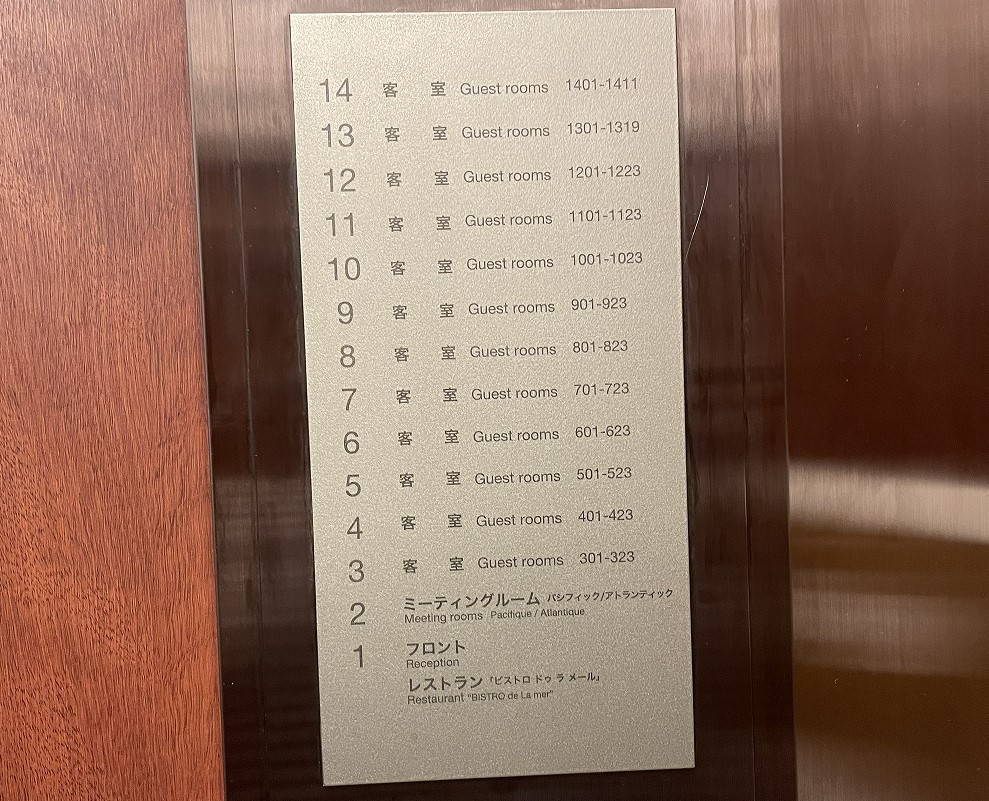 14 客室 Guest rooms 1401-1411
13 客室 Guest rooms 1301-1319
12 客室 Guest rooms 1201-1223
11 客室 Guest rooms 1101-1123
10 客室 Guest rooms 1001-1023
9 客室 Guest rooms 901-923
8 客室 Guest rooms 801-823
7 客室 Guest rooms 701-723
6 客室 Guest rooms 601-623
5 客室 Guest rooms 501-523
4 客室 Guest rooms 401-423
3 客室 Guest rooms 301-323
2 ミーティングルーム パシフィック/アトランティック
Meeting rooms Pacifique / Atlantique
1 フロント
Reception
レストラン「ビストロ ドゥ ラ メール」
Restaurant "BISTRO de La mer"